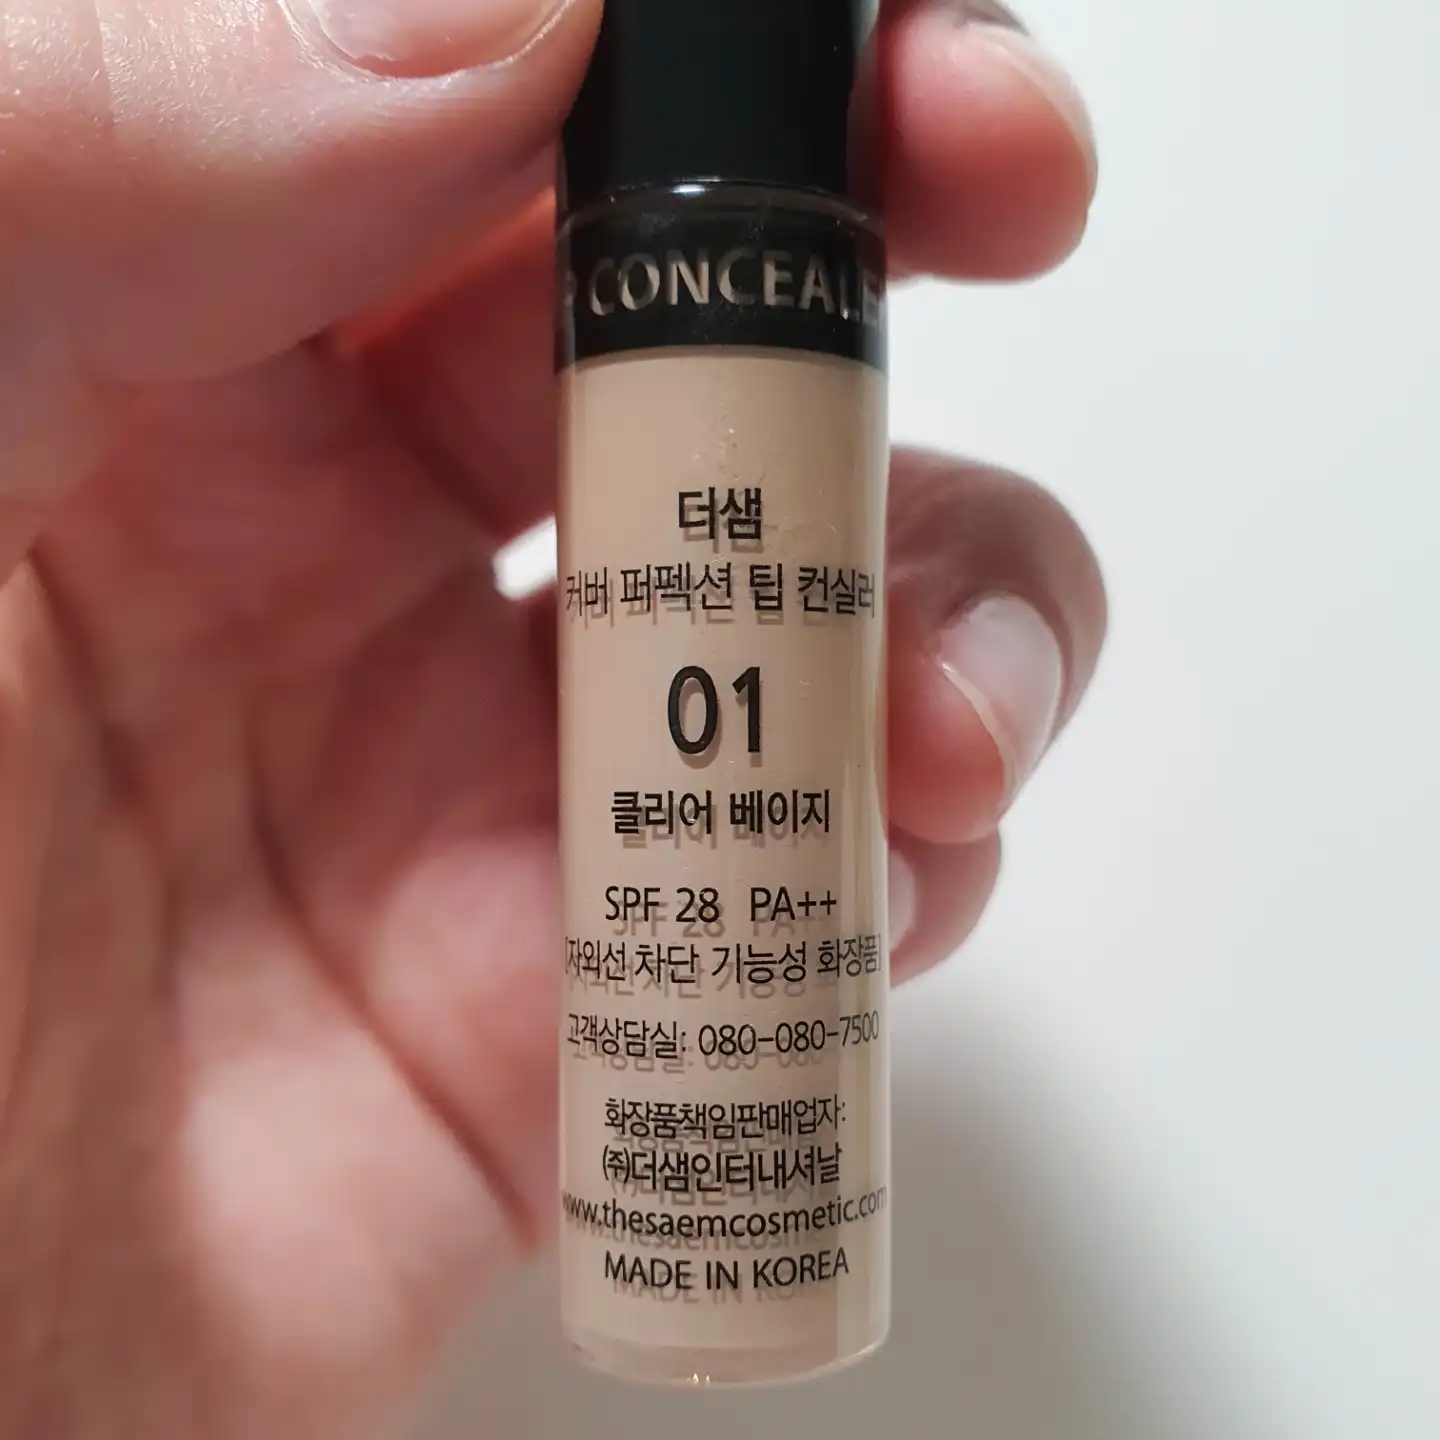 CONCEALE
더샘
커버 퍼펙션 팁 컨실러
01
클리어 베이지
SPF 28 PA++
[자외선 차단 기능성 화장품]
고객상담실: 080-080-7500
화장품책임판매업자:
㈜더샘인터내셔날
www.thesaemcosmetic.com
MADE IN KOREA